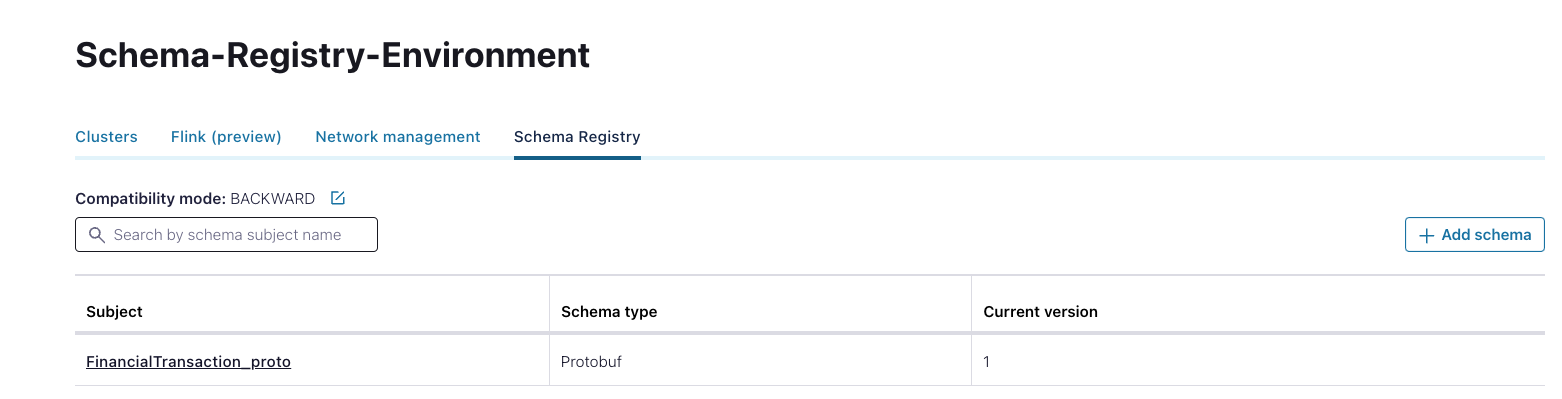 Schema-Registry-Environment
Clusters Flink (preview) Network management Schema Registry
Compatibility mode: BACKWARD
Search by schema subject name
Add schema
Subject Schema type Current version
FinancialTransaction_proto Protobuf 1